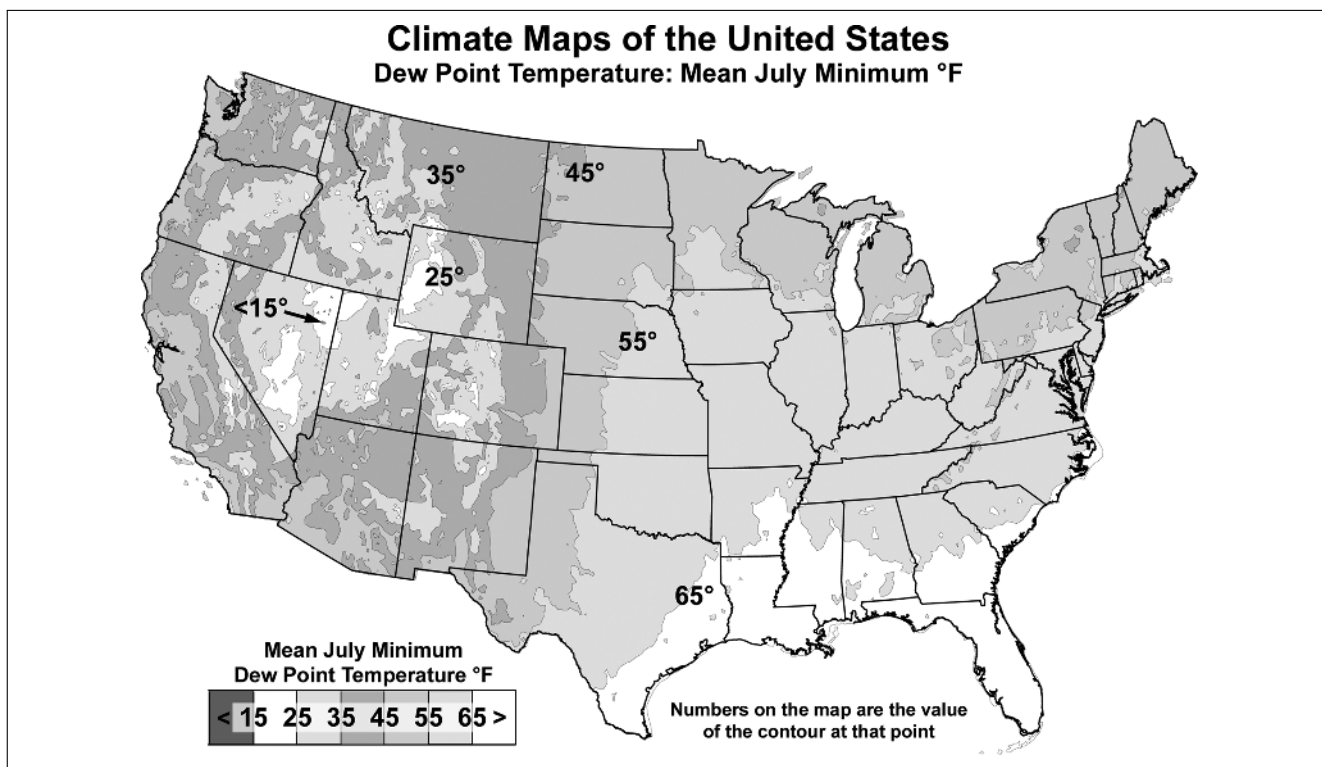 Climate Maps of the United States
Dew Point Temperature: Mean July Minimum °F
35°
45°
25°
<15°
55°
65°
Mean July Minimum
Dew Point Temperature °F
< 15 25 35 45 55 65 >
Numbers on the map are the value
of the contour at that point